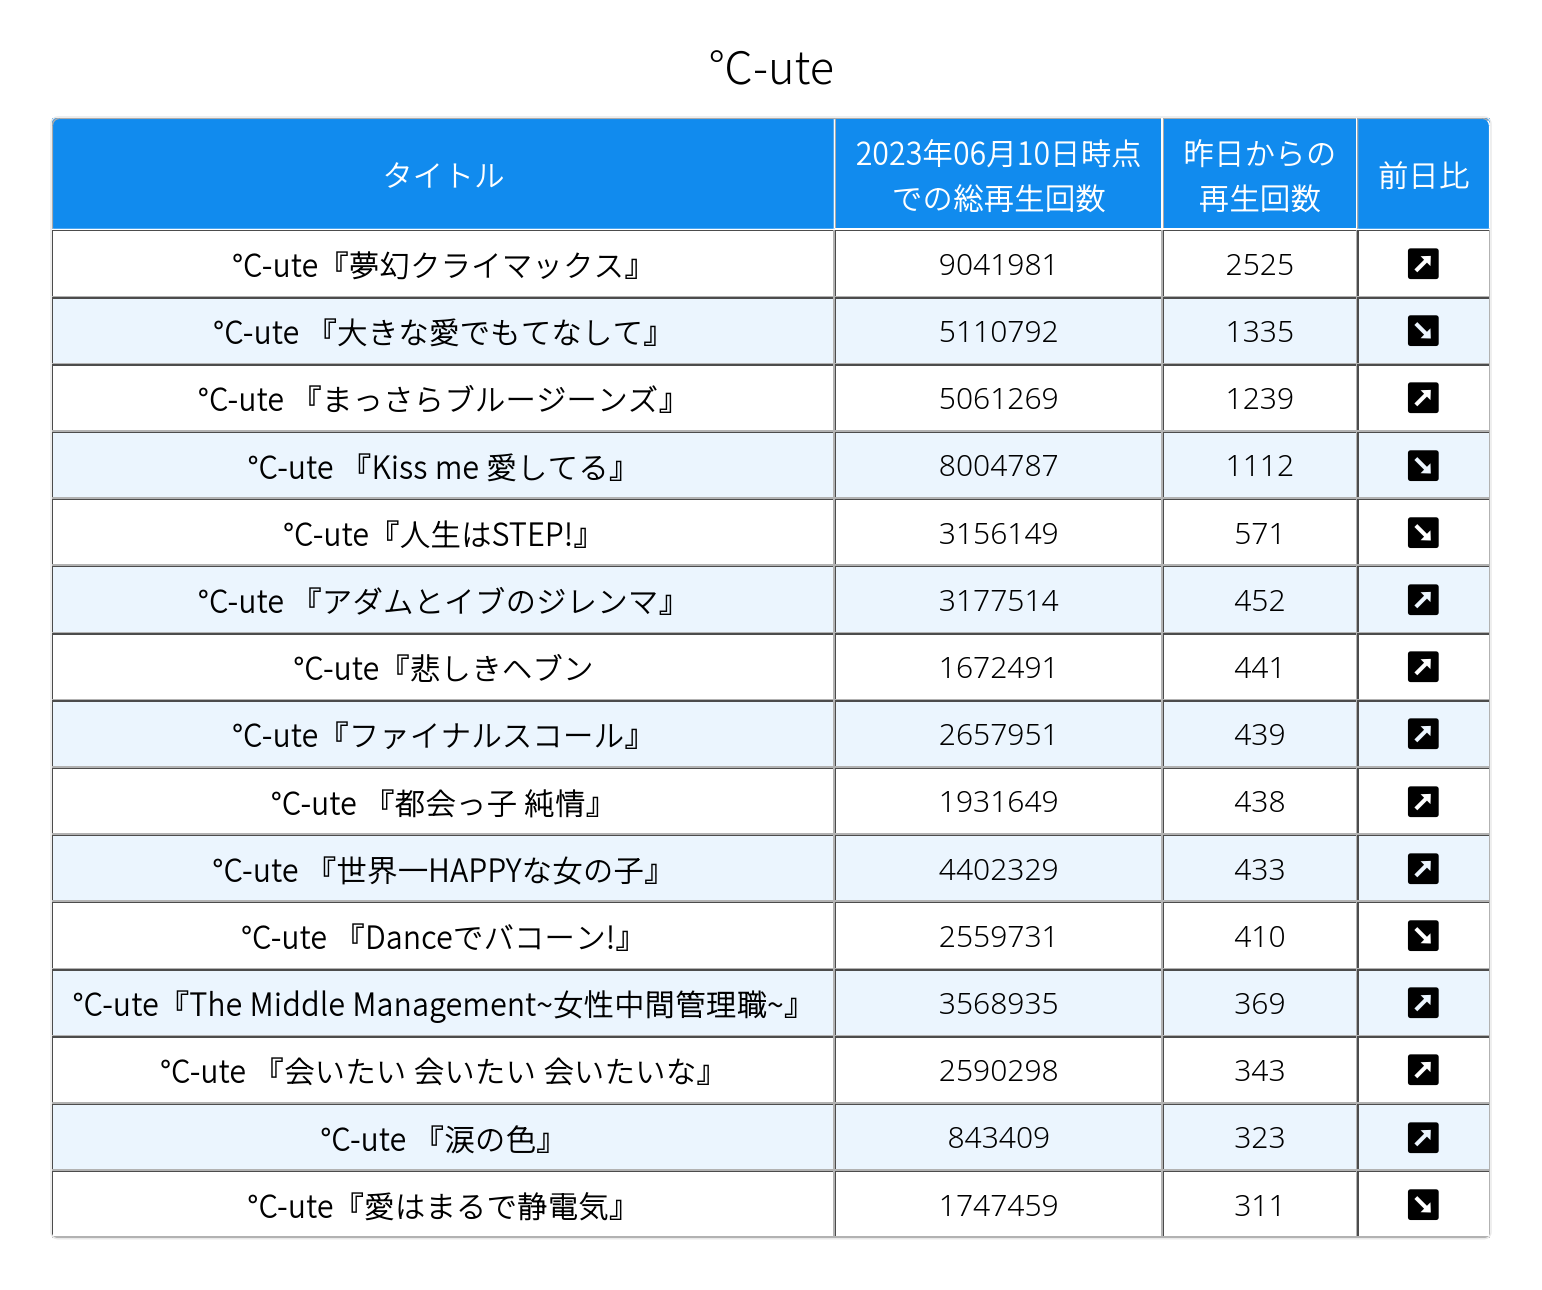 ℃-ute
タイトル
2023年06月10日時点
での総再生回数
昨日からの
再生回数
前日比
℃-ute『夢幻クライマックス』 9041981 2525 ↗
℃-ute 『大きな愛でもてなして』 5110792 1335 ↘
℃-ute 『まっさらブルージーンズ』 5061269 1239 ↗
℃-ute 『Kiss me 愛してる』 8004787 1112 ↘
℃-ute『人生はSTEP!』 3156149 571 ↘
℃-ute 『アダムとイブのジレンマ』 3177514 452 ↗
℃-ute『悲しきヘブン 1672491 441 ↗
℃-ute『ファイナルスコール』 2657951 439 ↗
℃-ute 『都会っ子 純情』 1931649 438 ↗
℃-ute 『世界一HAPPYな女の子』 4402329 433 ↗
℃-ute 『Danceでバコーン!』 2559731 410 ↘
℃-ute『The Middle Management~女性中間管理職~』 3568935 369 ↗
℃-ute 『会いたい 会いたい 会いたいな』 2590298 343 ↗
℃-ute 『涙の色』 843409 323 ↗
℃-ute『愛はまるで静電気』 1747459 311 ↘